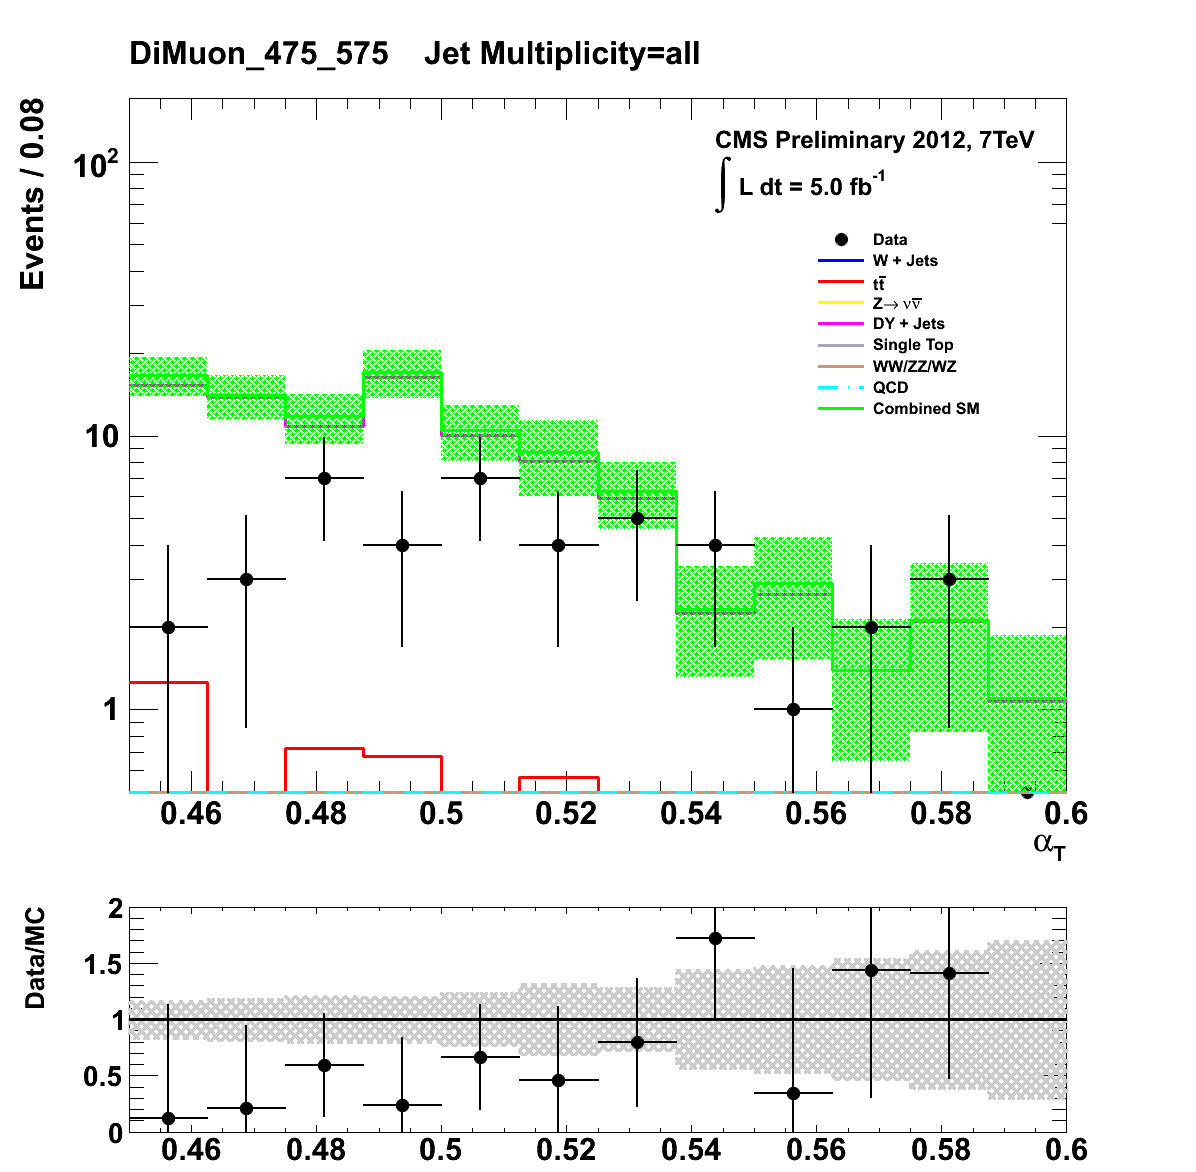 DiMuon_475_575 Jet Multiplicity=all
Events / 0.08
CMS Preliminary 2012, 7TeV
∫ L dt = 5.0 fb⁻¹
Data
W + Jets
tt̅
Z→ νν̅
DY + Jets
Single Top
WW/ZZ/WZ
QCD
Combined SM
10²
10
1
0.46 0.48 0.5 0.52 0.54 0.56 0.58 0.6
αT
Data/MC
2
1.5
1
0.5
0
0.46 0.48 0.5 0.52 0.54 0.56 0.58 0.6